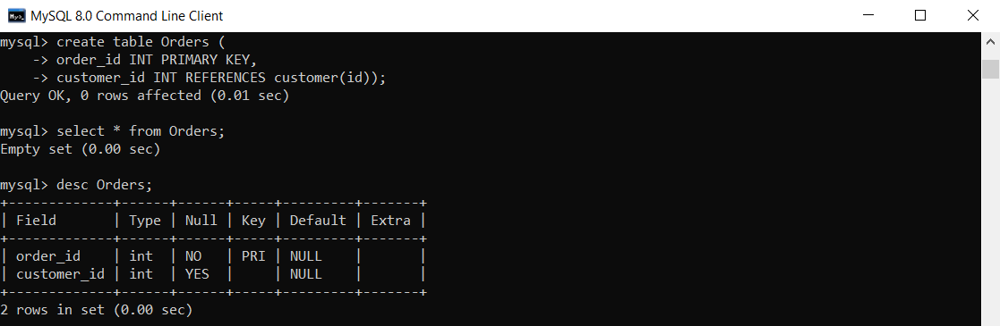 MySQL 8.0 Command Line Client
mysql> create table Orders (
    -> order_id INT PRIMARY KEY,
    -> customer_id INT REFERENCES customer(id));
Query OK, 0 rows affected (0.01 sec)

mysql> select * from Orders;
Empty set (0.00 sec)

mysql> desc Orders;
+-------------+------+------+-----+---------+-------+
| Field       | Type | Null | Key | Default | Extra |
+-------------+------+------+-----+---------+-------+
| order_id    | int  | NO   | PRI | NULL    |       |
| customer_id | int  | YES  |     | NULL    |       |
+-------------+------+------+-----+---------+-------+
2 rows in set (0.00 sec)